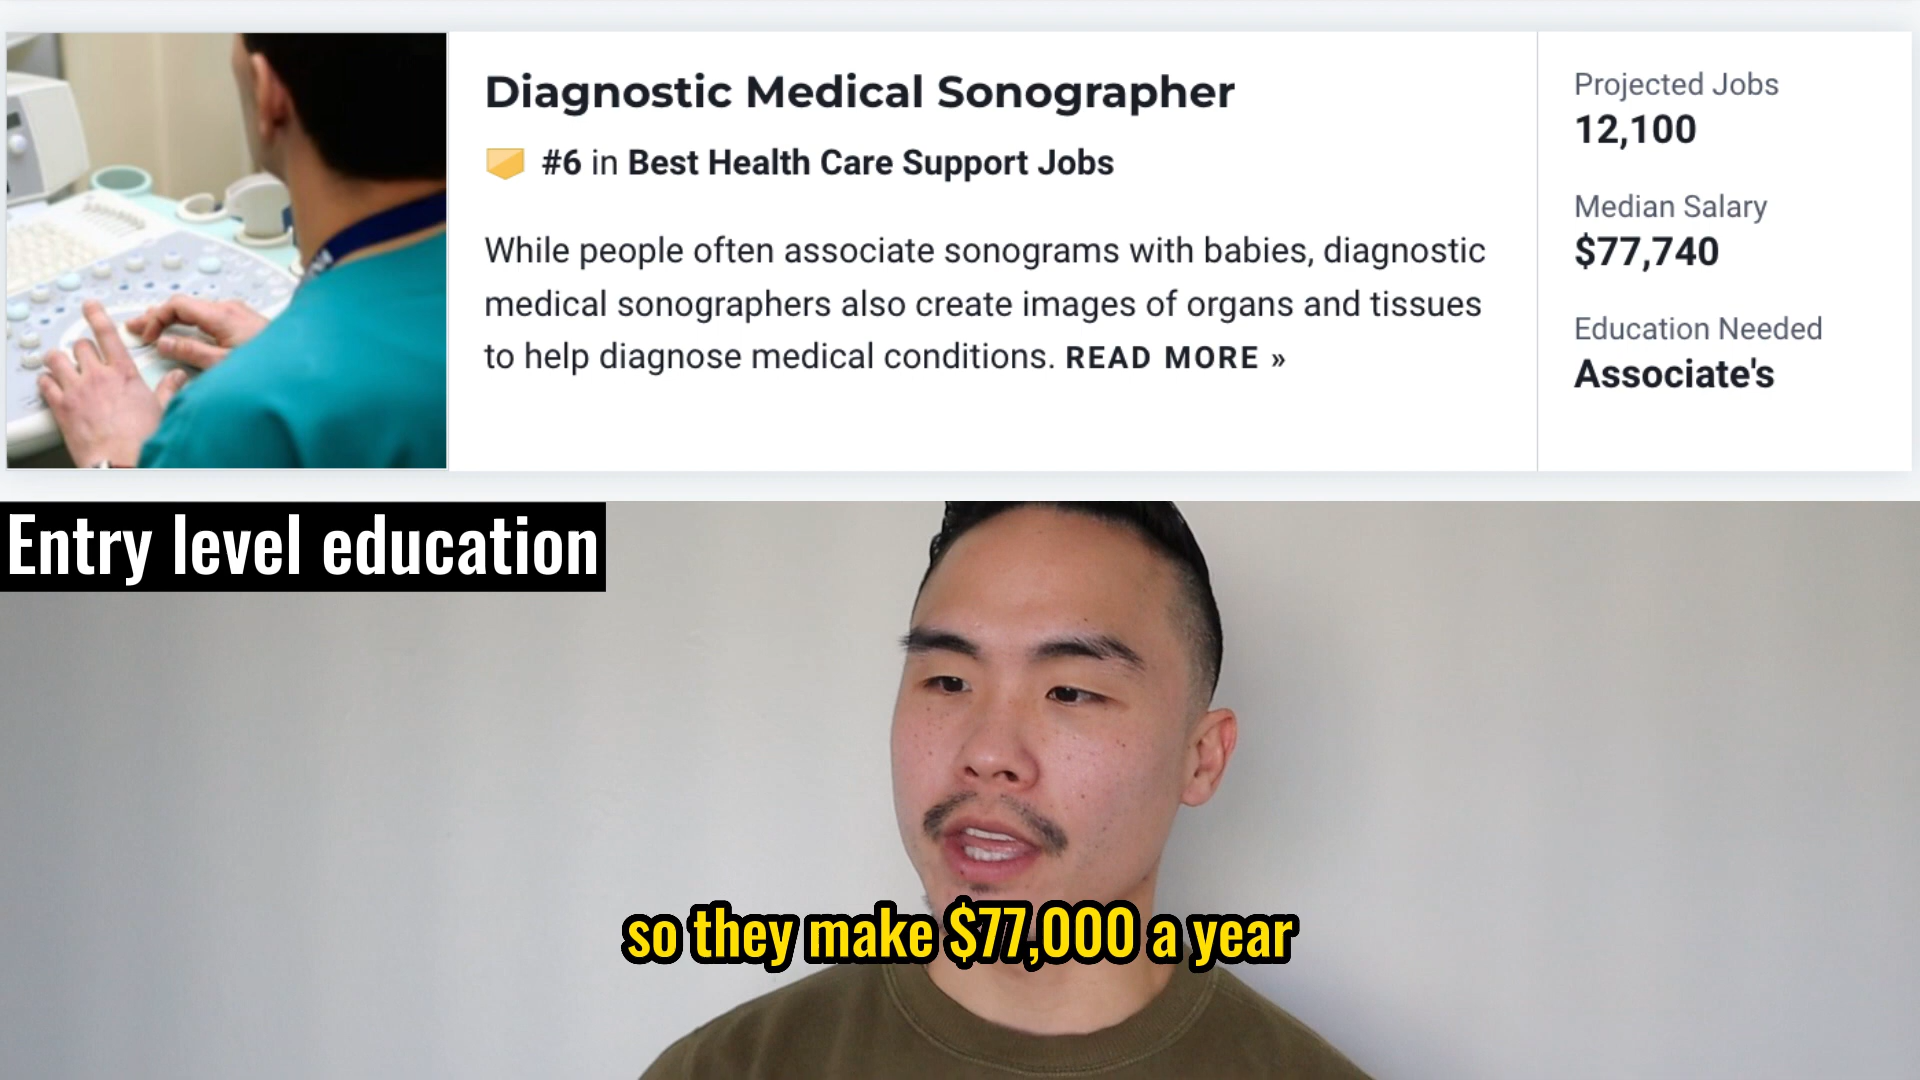 Diagnostic Medical Sonographer
#6 in Best Health Care Support Jobs
While people often associate sonograms with babies, diagnostic
medical sonographers also create images of organs and tissues
to help diagnose medical conditions. READ MORE »
Projected Jobs
12,100
Median Salary
$77,740
Education Needed
Associate's
Entry level education
so they make $77,000 a year